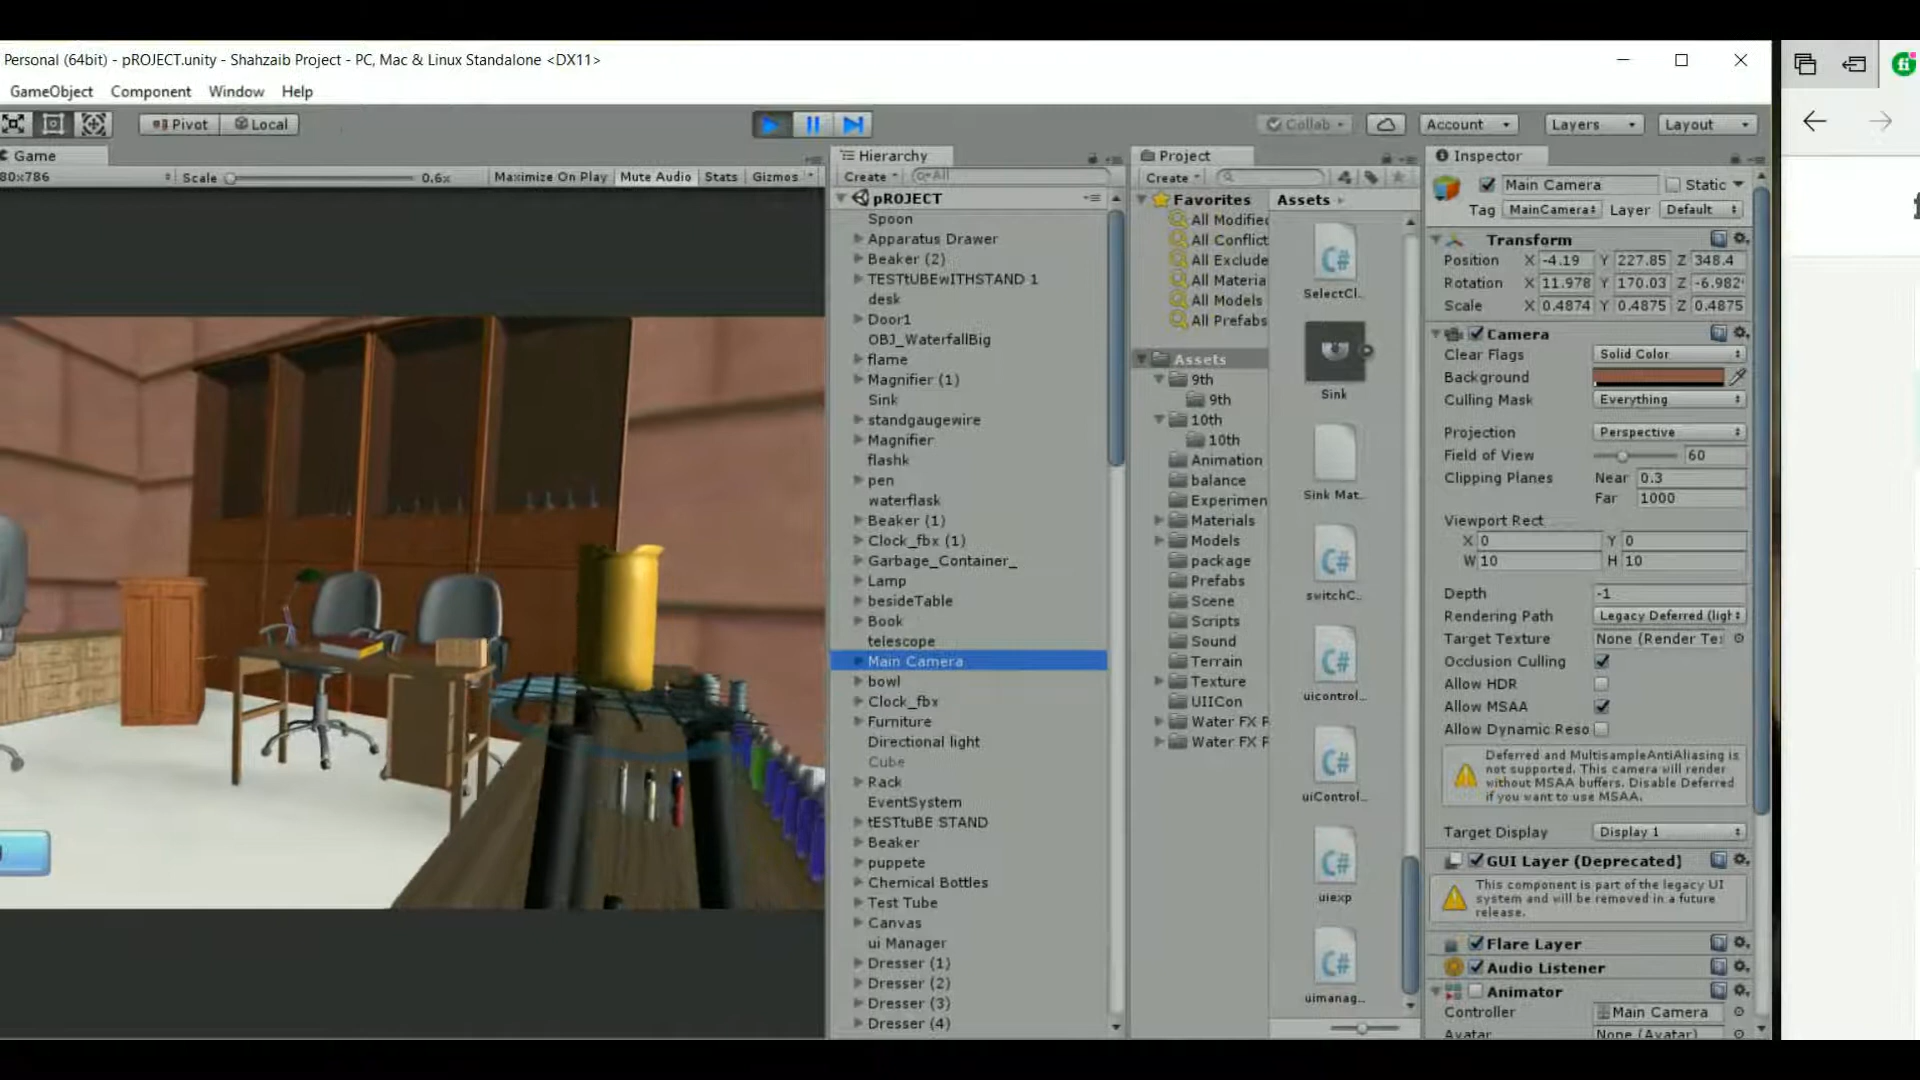 Personal (64bit) - pROJECT.unity - Shahzaib Project - PC, Mac & Linux Standalone <DX11>
GameObject Component Window Help
Pivot Local Collab Account Layers Layout
Game
80x786 Scale 0.6x Maximize On Play Mute Audio Stats Gizmos
Hierarchy
Create All
pROJECT
Spoon
Apparatus Drawer
Beaker (2)
TESTtUBEwITHSTAND 1
desk
Door1
OBJ_WaterfallBig
flame
Magnifier (1)
Sink
standgaugewire
Magnifier
flashk
pen
waterflask
Beaker (1)
Clock_fbx (1)
Garbage_Container_
Lamp
besideTable
Book
telescope
Main Camera
bowl
Clock_fbx
Furniture
Directional light
Cube
Rack
EventSystem
tESTtuBE STAND
Beaker
puppete
Chemical Bottles
Test Tube
Canvas
ui Manager
Dresser (1)
Dresser (2)
Dresser (3)
Dresser (4)
Project
Create
Favorites
All Modified
All Conflict
All Exclude
All Materia
All Models
All Prefabs
Assets
9th
9th
10th
10th
Animation
balance
Experimen
Materials
Models
package
Prefabs
Scene
Scripts
Sound
Terrain
Texture
UIICon
Water FX P
Water FX P
Assets
SelectCl..
Sink
Sink Mat..
switchC..
uicontrol..
uiControl..
uiexp
uimanag..
Inspector
Main Camera Static
Tag MainCamera Layer Default
Transform
Position X -4.19 Y 227.85 Z 348.4
Rotation X 11.978 Y 170.03 Z -6.982
Scale X 0.4874 Y 0.4875 Z 0.4875
Camera
Clear Flags Solid Color
Background
Culling Mask Everything
Projection Perspective
Field of View 60
Clipping Planes Near 0.3
Far 1000
Viewport Rect
X 0 Y 0
W 10 H 10
Depth -1
Rendering Path Legacy Deferred (ligh
Target Texture None (Render Te:
Occlusion Culling
Allow HDR
Allow MSAA
Allow Dynamic Reso
Deferred and MultisampleAntiAliasing is
not supported. This camera will render
without MSAA buffers. Disable Deferred
if you want to use MSAA.
Target Display Display 1
GUI Layer (Deprecated)
This component is part of the legacy UI
system and will be removed in a future
release.
Flare Layer
Audio Listener
Animator
Controller Main Camera
Avatar None (Avatar)
fi